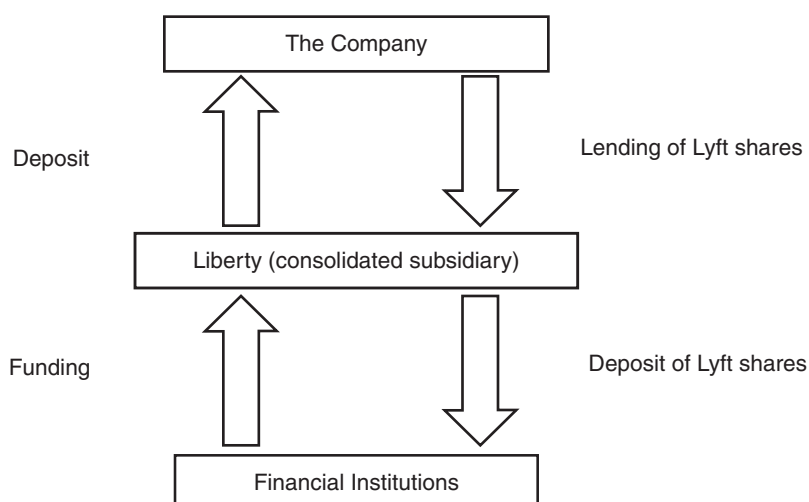 The Company
Deposit
Lending of Lyft shares
Liberty (consolidated subsidiary)
Funding
Deposit of Lyft shares
Financial Institutions